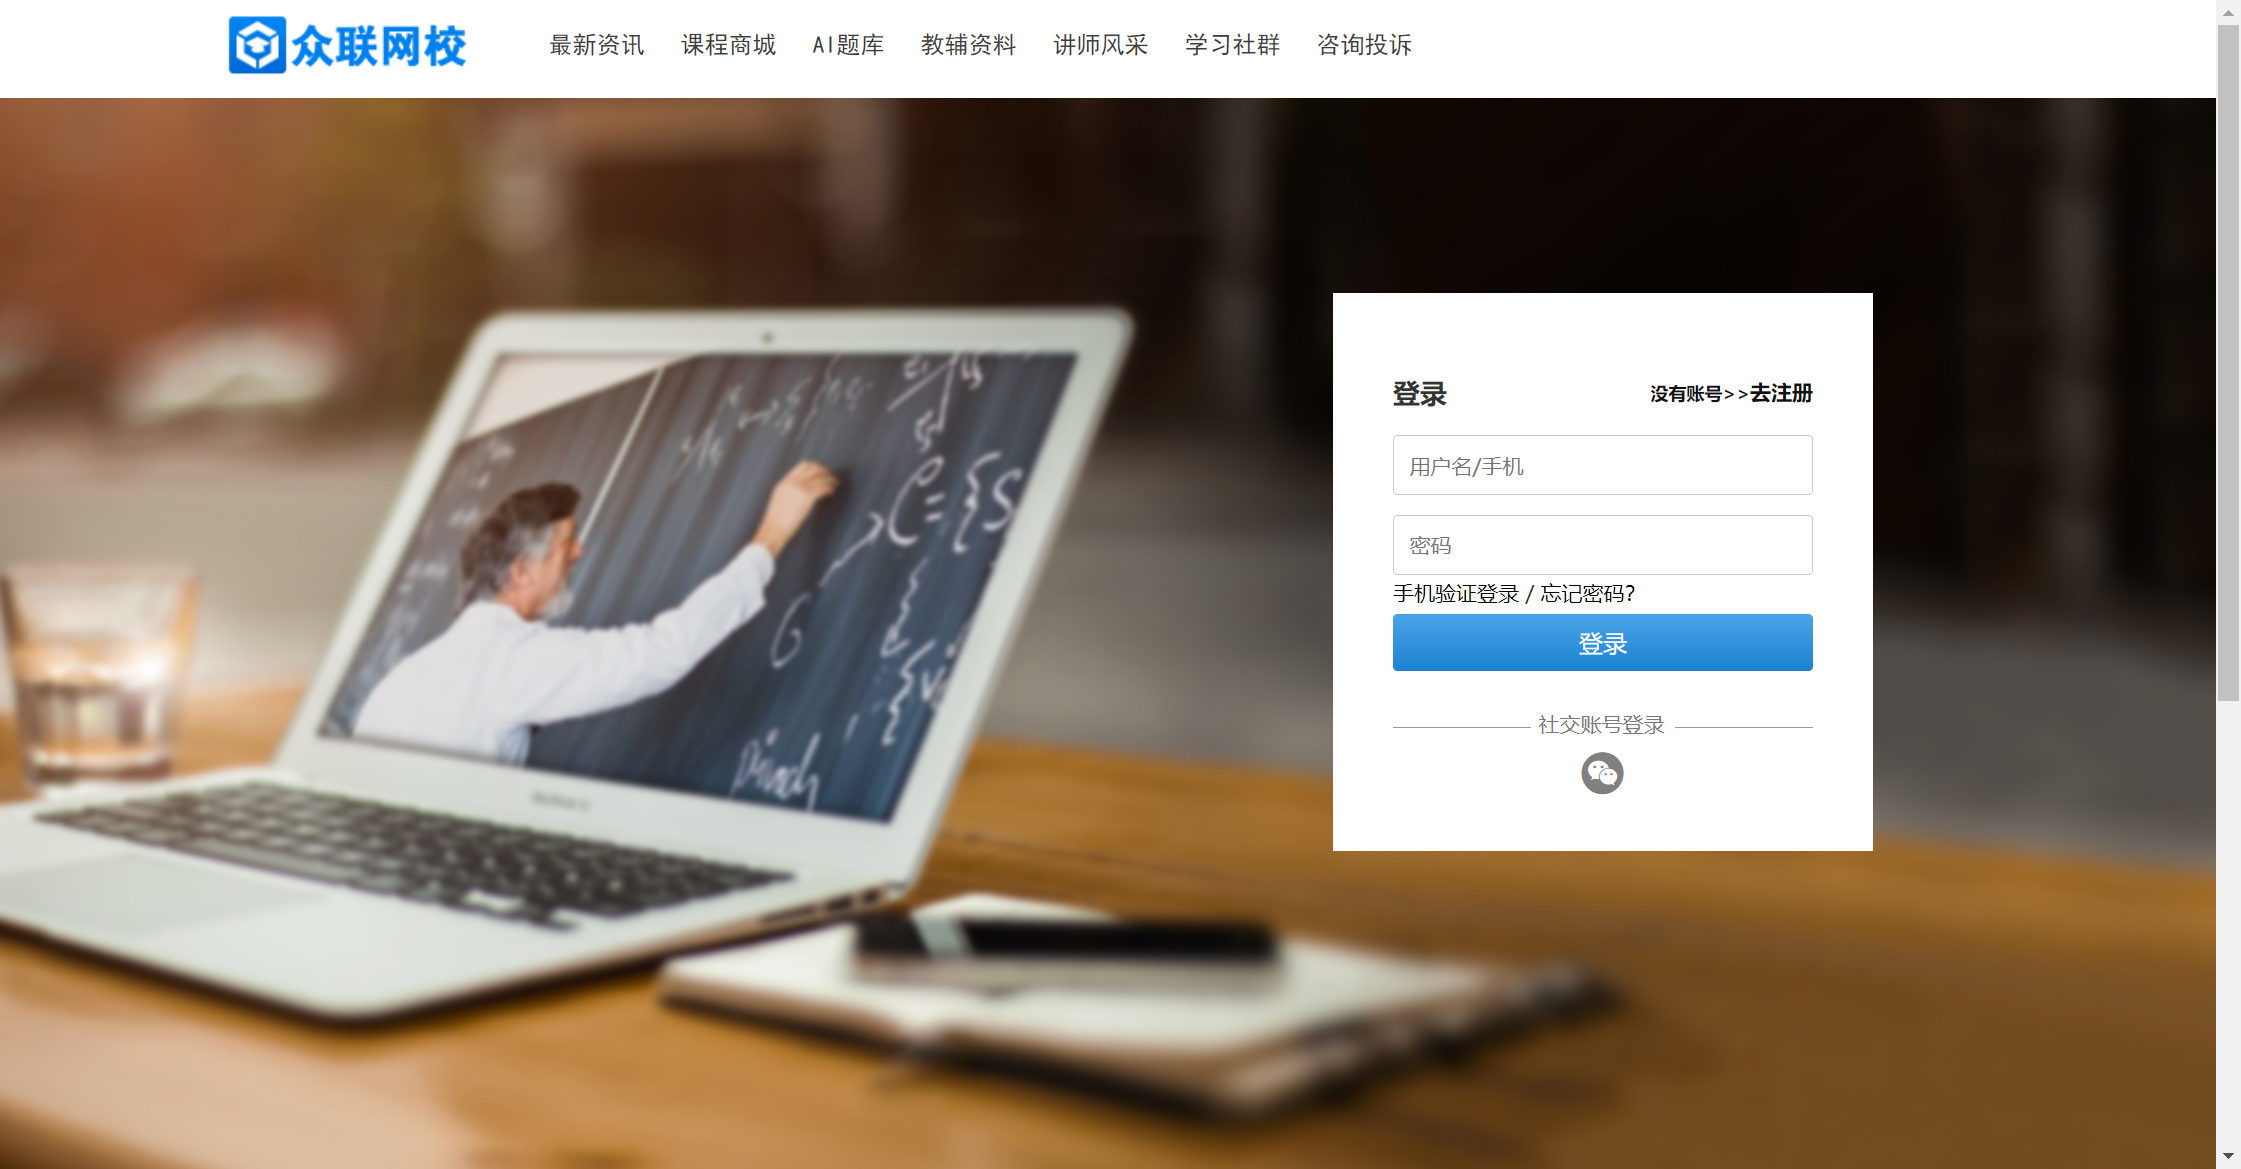 众联网校
最新资讯 课程商城 AI题库 教辅资料 讲师风采 学习社群 咨询投诉
登录 没有账号>>去注册
用户名/手机
密码
手机验证登录 / 忘记密码?
登录
社交账号登录